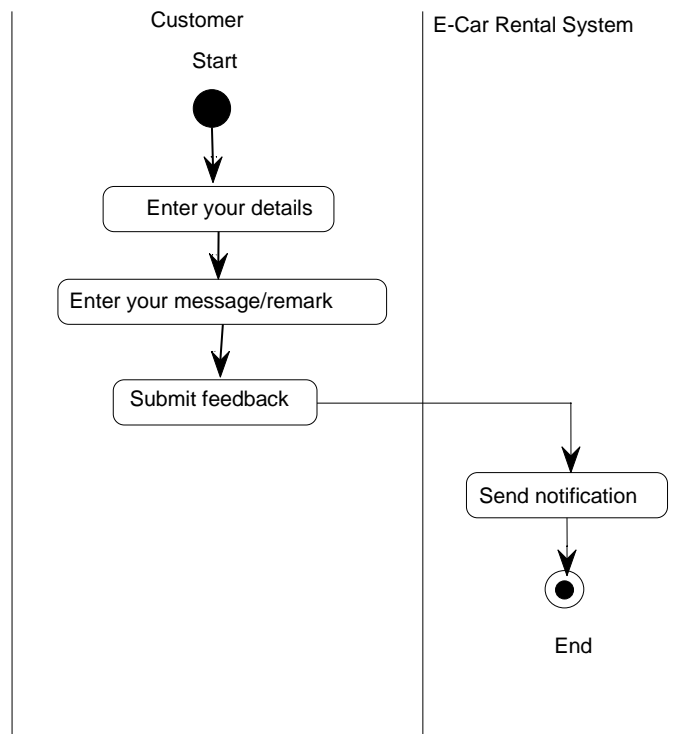 Customer
E-Car Rental System
Start
Enter your details
Enter your message/remark
Submit feedback
Send notification
End